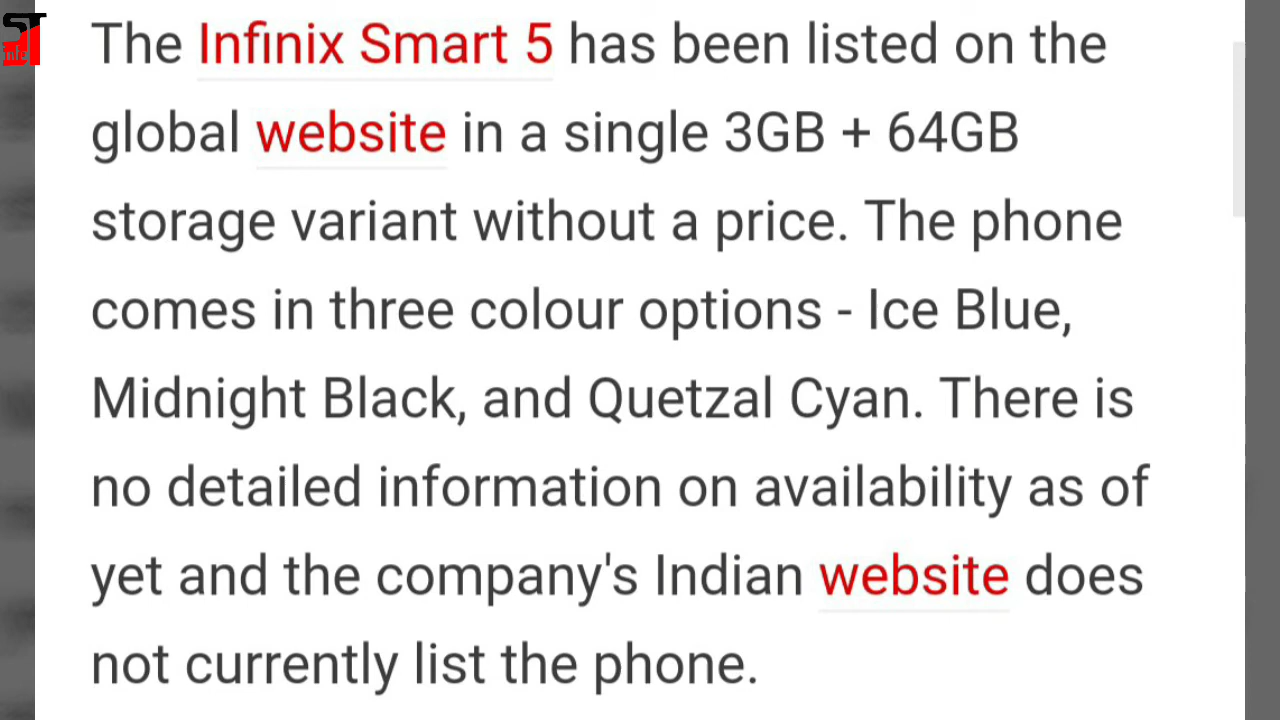 ST
info
The Infinix Smart 5 has been listed on the
global website in a single 3GB + 64GB
storage variant without a price. The phone
comes in three colour options - Ice Blue,
Midnight Black, and Quetzal Cyan. There is
no detailed information on availability as of
yet and the company's Indian website does
not currently list the phone.